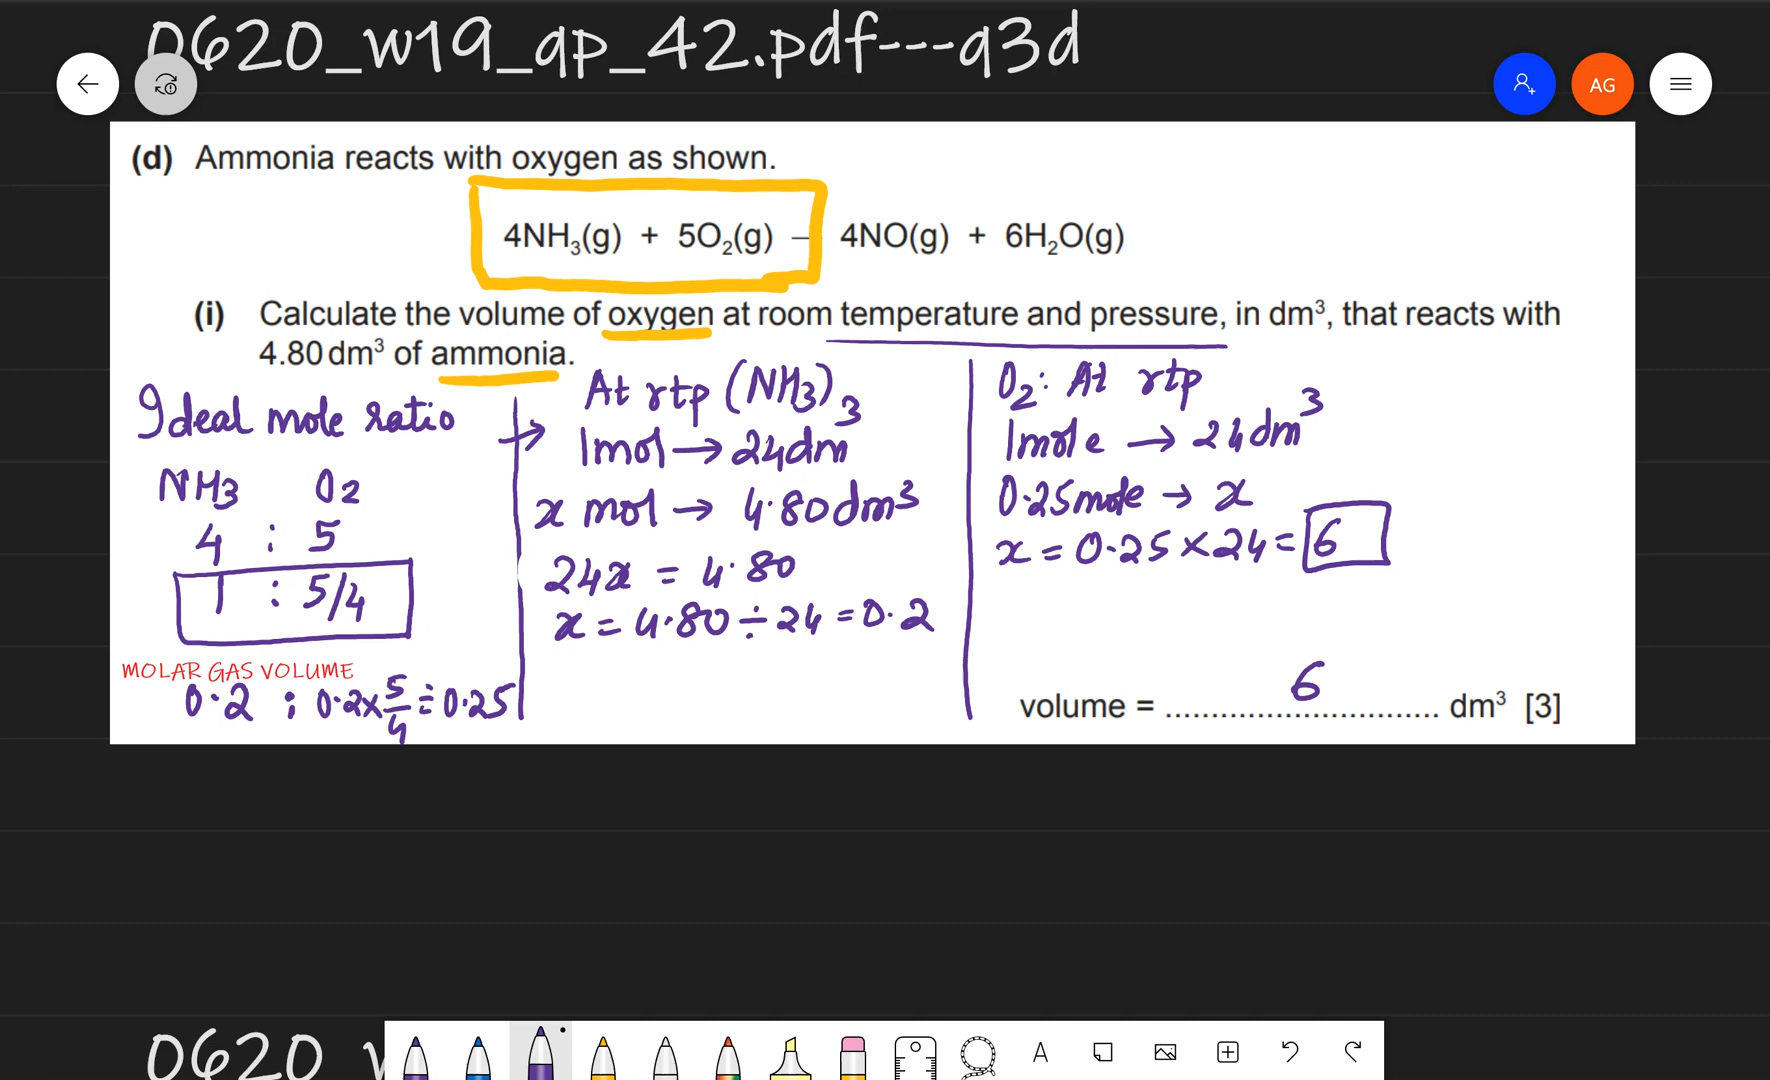 0620_w19_qp_42.pdf---q3d
AG
(d) Ammonia reacts with oxygen as shown.
4NH₃(g) + 5O₂(g) – 4NO(g) + 6H₂O(g)
(i) Calculate the volume of oxygen at room temperature and pressure, in dm³, that reacts with
4.80 dm³ of ammonia.
Ideal mole ratio
NH3 O2
4 : 5
1 : 5/4
MOLAR GAS VOLUME
0.2 : 0.2×5/4 = 0.25
→ At rtp (NH3)
1mol → 24dm³
x mol → 4.80dm³
24x = 4.80
x = 4.80 ÷ 24 = 0.2
O2: At rtp
1mole → 24dm³
0.25mole → x
x = 0.25 × 24 = 6
6
volume = .............................. dm³ [3]
0620
A